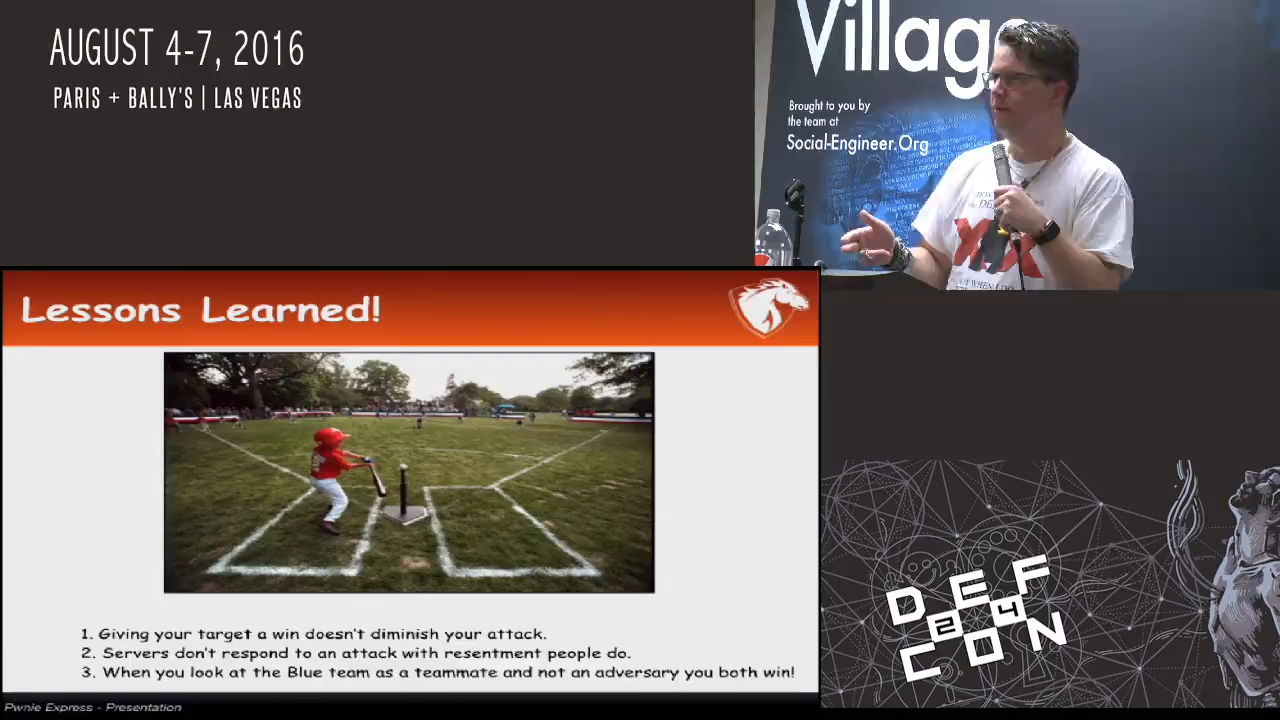 AUGUST 4-7, 2016
PARIS + BALLY'S | LAS VEGAS
Village
Brought to you by
the team at
Social-Engineer.Org
Lessons Learned!
1. Giving your target a win doesn't diminish your attack.
2. Servers don't respond to an attack with resentment people do.
3. When you look at the Blue team as a teammate and not an adversary you both win!
Pwnie Express - Presentation
DEF
24
CON